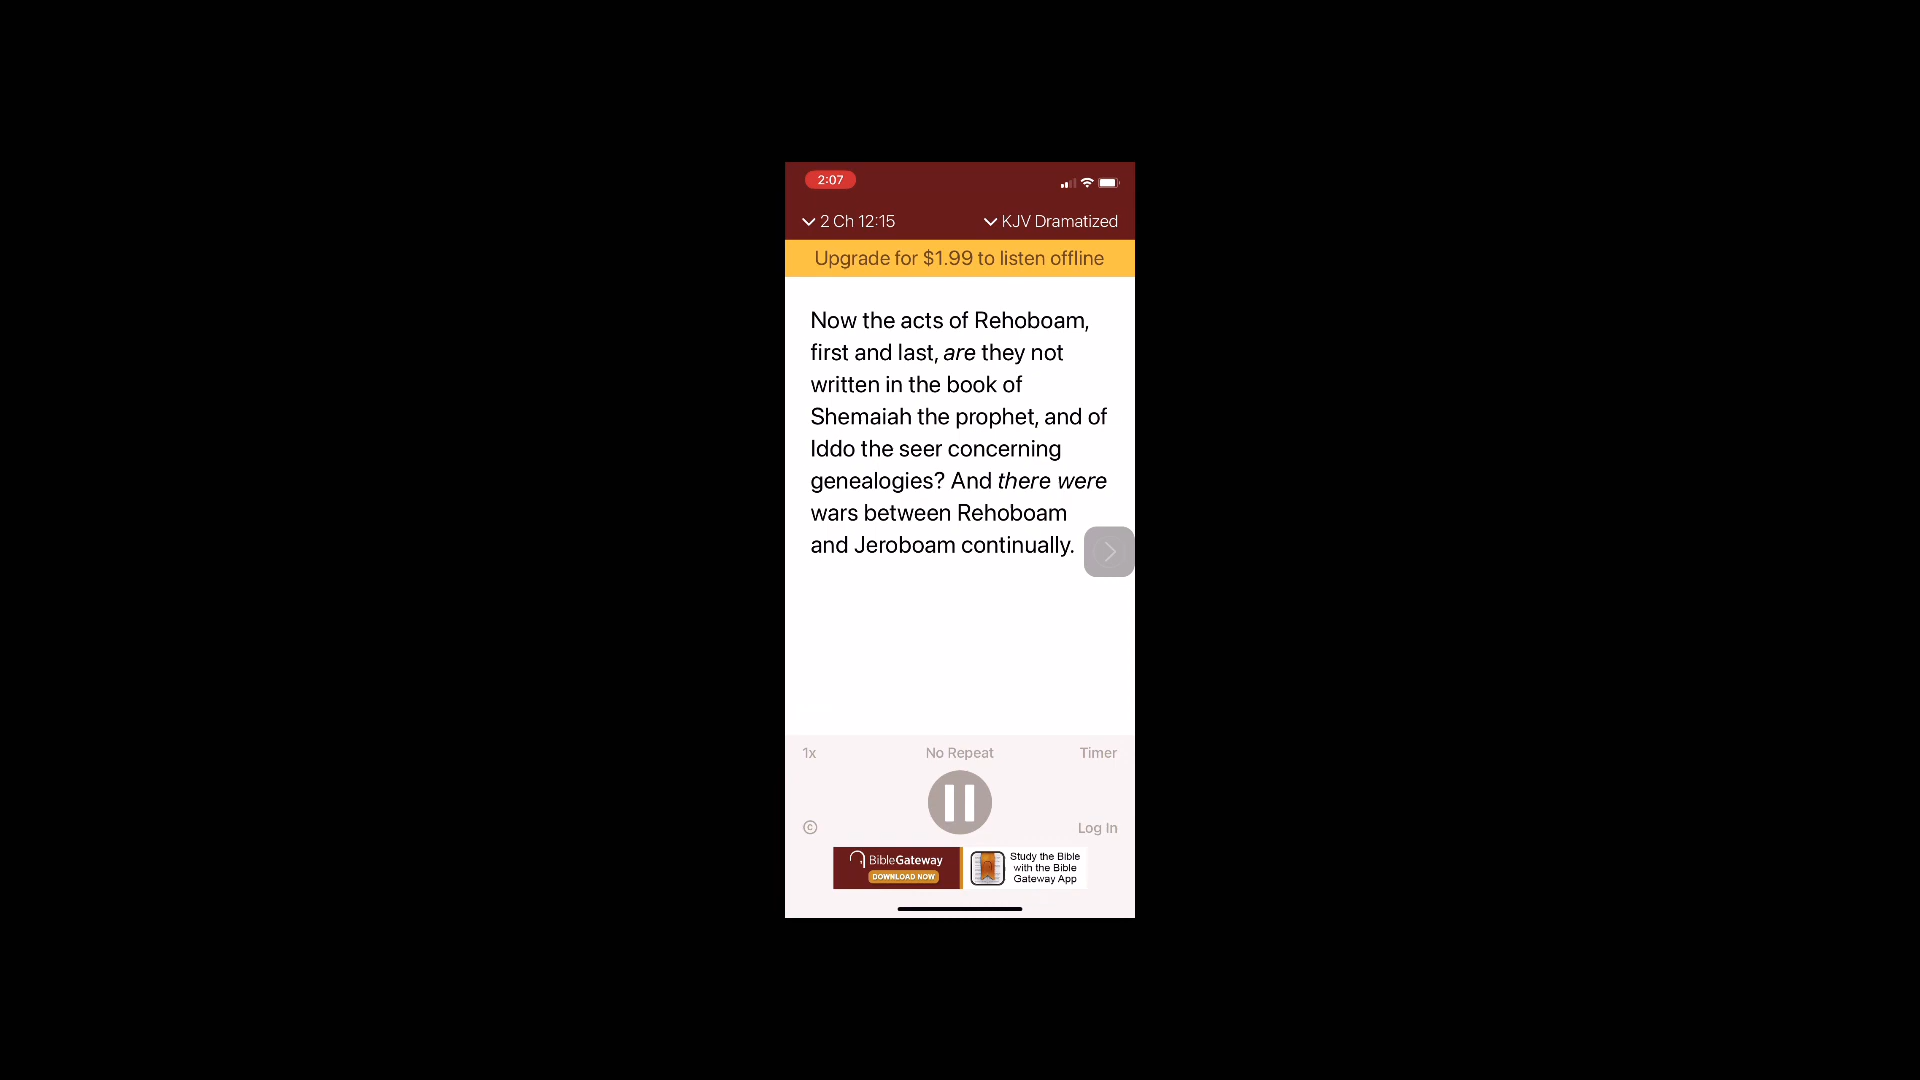 2:07
2 Ch 12:15
KJV Dramatized
Upgrade for $1.99 to listen offline
Now the acts of Rehoboam,
first and last, are they not
written in the book of
Shemaiah the prophet, and of
Iddo the seer concerning
genealogies? And there were
wars between Rehoboam
and Jeroboam continually.
1x
No Repeat
Timer
©
Log In
BibleGateway
DOWNLOAD NOW
Study the Bible
with the Bible
Gateway App